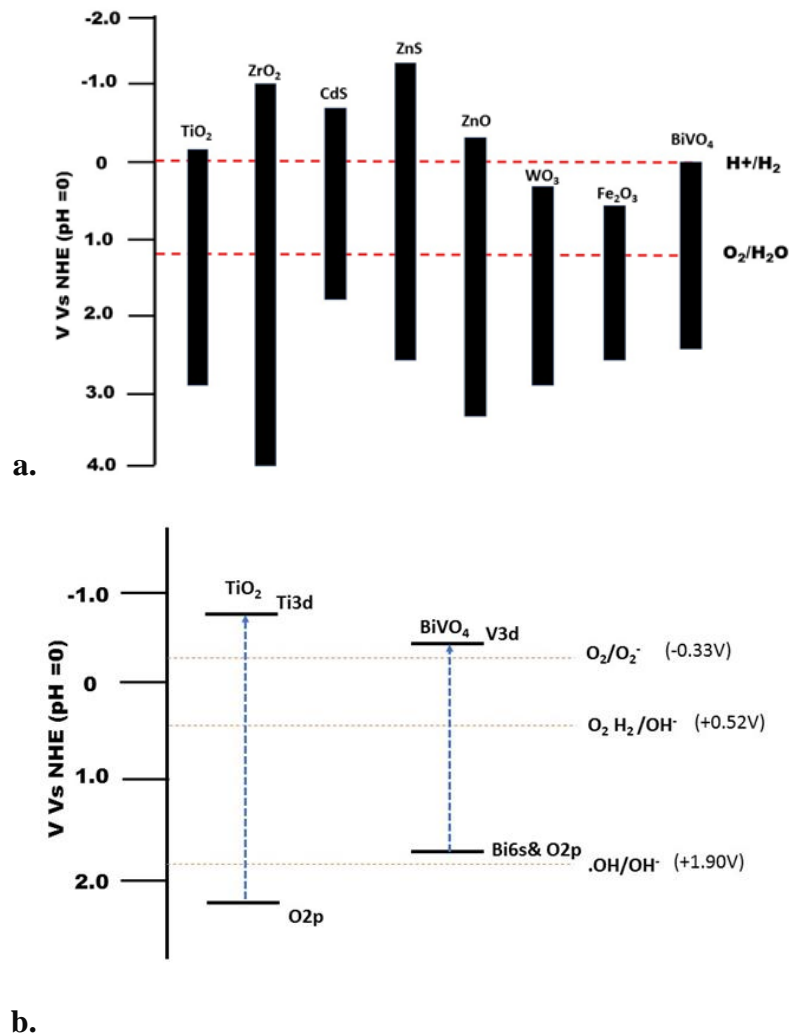 -2.0
ZnS
ZrO₂
-1.0
CdS
ZnO
TiO₂
BiVO₄
0
H+/H₂
WO₃
Fe₂O₃
1.0
O₂/H₂O
2.0
3.0
4.0
V Vs NHE (pH =0)
a.
-1.0
TiO₂
Ti3d
BiVO₄
V3d
O₂/O₂⁻ (-0.33V)
0
O₂ H₂ /OH⁻ (+0.52V)
1.0
Bi6s& O2p
.OH/OH⁻ (+1.90V)
2.0
O2p
V Vs NHE (pH =0)
b.